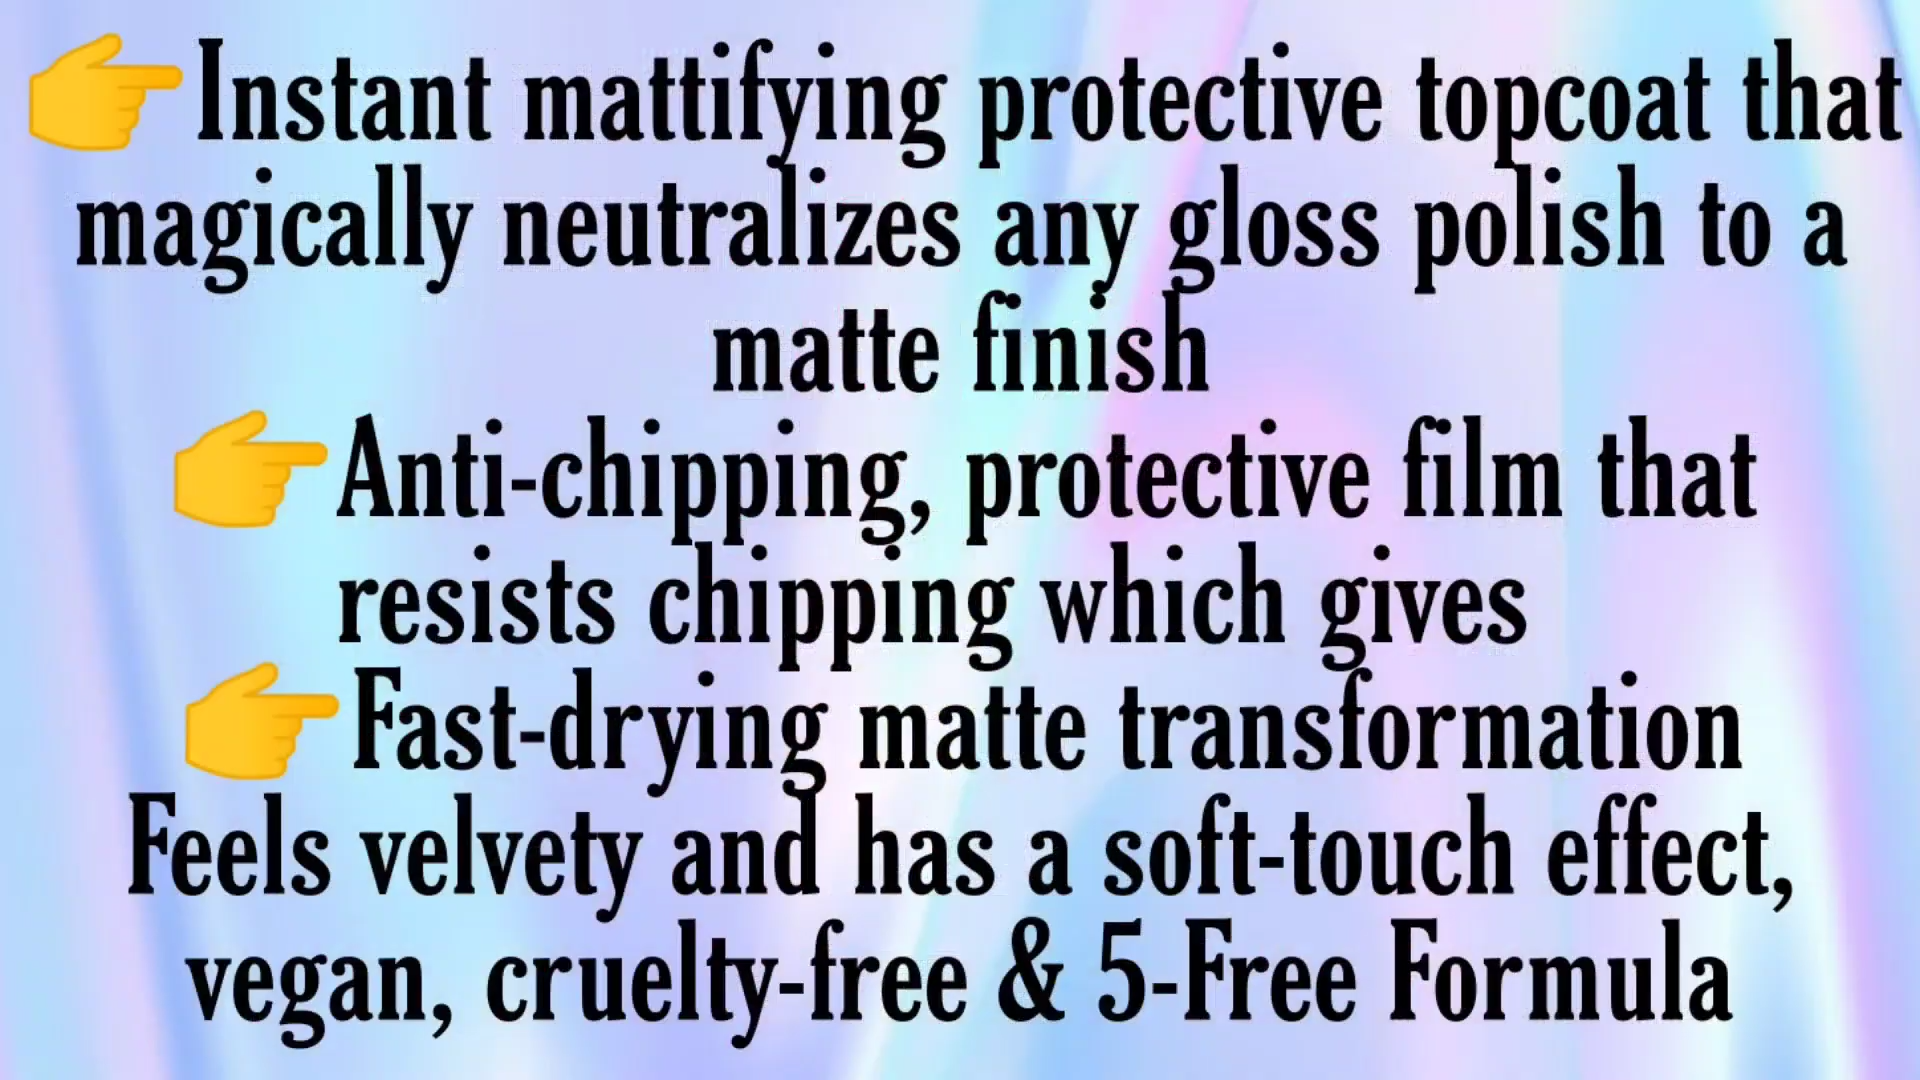 👉Instant mattifying protective topcoat that
magically neutralizes any gloss polish to a
matte finish
👉Anti-chipping, protective film that
resists chipping which gives
👉Fast-drying matte transformation
Feels velvety and has a soft-touch effect,
vegan, cruelty-free & 5-Free Formula